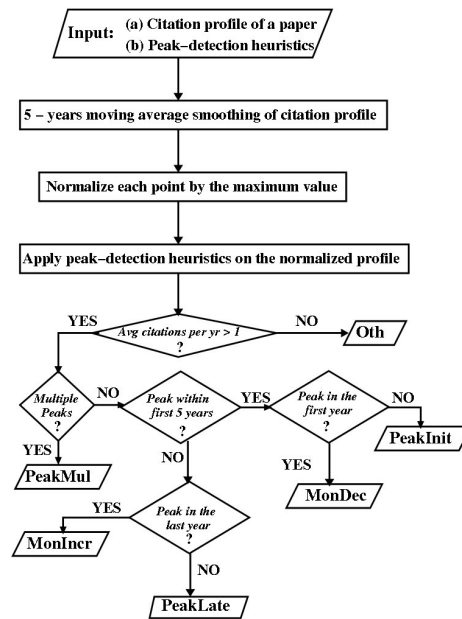 Input: (a) Citation profile of a paper
(b) Peak−detection heuristics
5 − years moving average smoothing of citation profile
Normalize each point by the maximum value
Apply peak−detection heuristics on the normalized profile
YES
Avg citations per yr > 1
?
NO
Oth
Multiple
Peaks
?
NO
Peak within
first 5 years
?
YES
Peak in the
first year
?
NO
PeakInit
YES
PeakMul
NO
YES
MonDec
YES
Peak in the
last year
?
MonIncr
NO
PeakLate